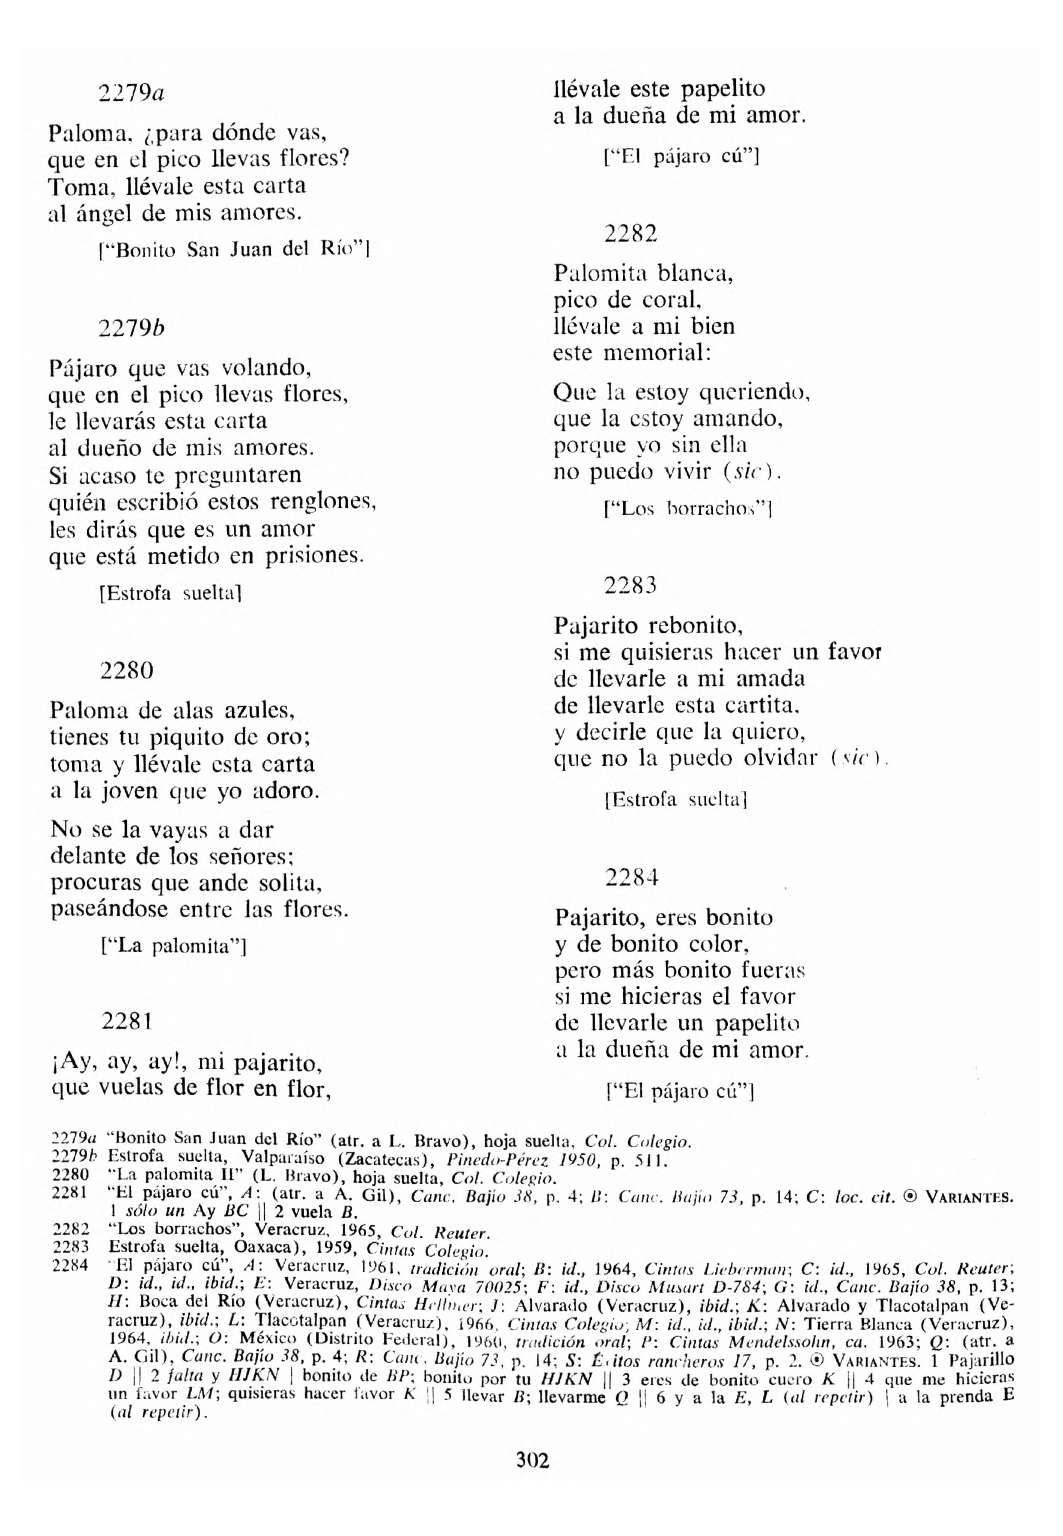 2279a
Paloma, ¿para dónde vas,
que en el pico llevas flores?
Toma, llévale esta carta
al ángel de mis amores.
[“Bonito San Juan del Río”]
2279b
Pájaro que vas volando,
que en el pico llevas flores,
le llevarás esta carta
al dueño de mis amores.
Si acaso te preguntaren
quién escribió estos renglones,
les dirás que es un amor
que está metido en prisiones.
[Estrofa suelta]
2280
Paloma de alas azules,
tienes tu piquito de oro;
toma y llévale esta carta
a la joven que yo adoro.
No se la vayas a dar
delante de los señores;
procuras que ande solita,
paseándose entre las flores.
[“La palomita”]
2281
¡Ay, ay, ay!, mi pajarito,
que vuelas de flor en flor,
llévale este papelito
a la dueña de mi amor.
[“El pájaro cú”]
2282
Palomita blanca,
pico de coral,
llévale a mi bien
este memorial:
Que la estoy queriendo,
que la estoy amando,
porque yo sin ella
no puedo vivir (sic).
[“Los borrachos”]
2283
Pajarito rebonito,
si me quisieras hacer un favor
de llevarle a mi amada
de llevarle esta cartita,
y decirle que la quiero,
que no la puedo olvidar (sic).
[Estrofa suelta]
2284
Pajarito, eres bonito
y de bonito color,
pero más bonito fueras
si me hicieras el favor
de llevarle un papelito
a la dueña de mi amor.
[“El pájaro cú”]
2279a “Bonito San Juan del Río” (atr. a L. Bravo), hoja suelta, Col. Colegio.
2279b Estrofa suelta, Valparaíso (Zacatecas), Pinedo-Pérez 1950, p. 511.
2280 “La palomita II” (L. Bravo), hoja suelta, Col. Colegio.
2281 “El pájaro cú”, A: (atr. a A. Gil), Canc. Bajío 38, p. 4; B: Canc. Bajío 73, p. 14; C: loc. cit. ® VARIANTES.
1 sólo un Ay BC || 2 vuela B.
2282 “Los borrachos”, Veracruz, 1965, Col. Reuter.
2283 Estrofa suelta, Oaxaca), 1959, Cintas Colegio.
2284 “El pájaro cú”, A: Veracruz, 1961, tradición oral; B: id., 1964, Cintas Lieberman; C: id., 1965, Col. Reuter;
D: id., id., ibid.; E: Veracruz, Disco Maya 70025; F: id., Disco Musart D-784; G: id., Canc. Bajío 38, p. 13;
H: Boca del Río (Veracruz), Cintas Hellmer; J: Alvarado (Veracruz), ibid.; K: Alvarado y Tlacotalpan (Ve-
racruz), ibid.; L: Tlacotalpan (Veracruz), 1966, Cintas Colegio; M: id., id., ibid.; N: Tierra Blanca (Veracruz),
1964, ibid.; O: México (Distrito Federal), 1960, tradición oral; P: Cintas Mendelssohn, ca. 1963; Q: (atr. a
A. Gil), Canc. Bajío 38, p. 4; R: Canc. Bajío 73, p. 14; S: Éxitos rancheros 17, p. 2. ® VARIANTES. 1 Pajarillo
D || 2 falta y HJKN | bonito de BP; bonito por tu HJKN || 3 eres de bonito cuero K || 4 que me hicieras
un favor LM; quisieras hacer favor K || 5 llevar B; llevarme Q || 6 y a la E, L (al repetir) | a la prenda E
(al repetir).
302